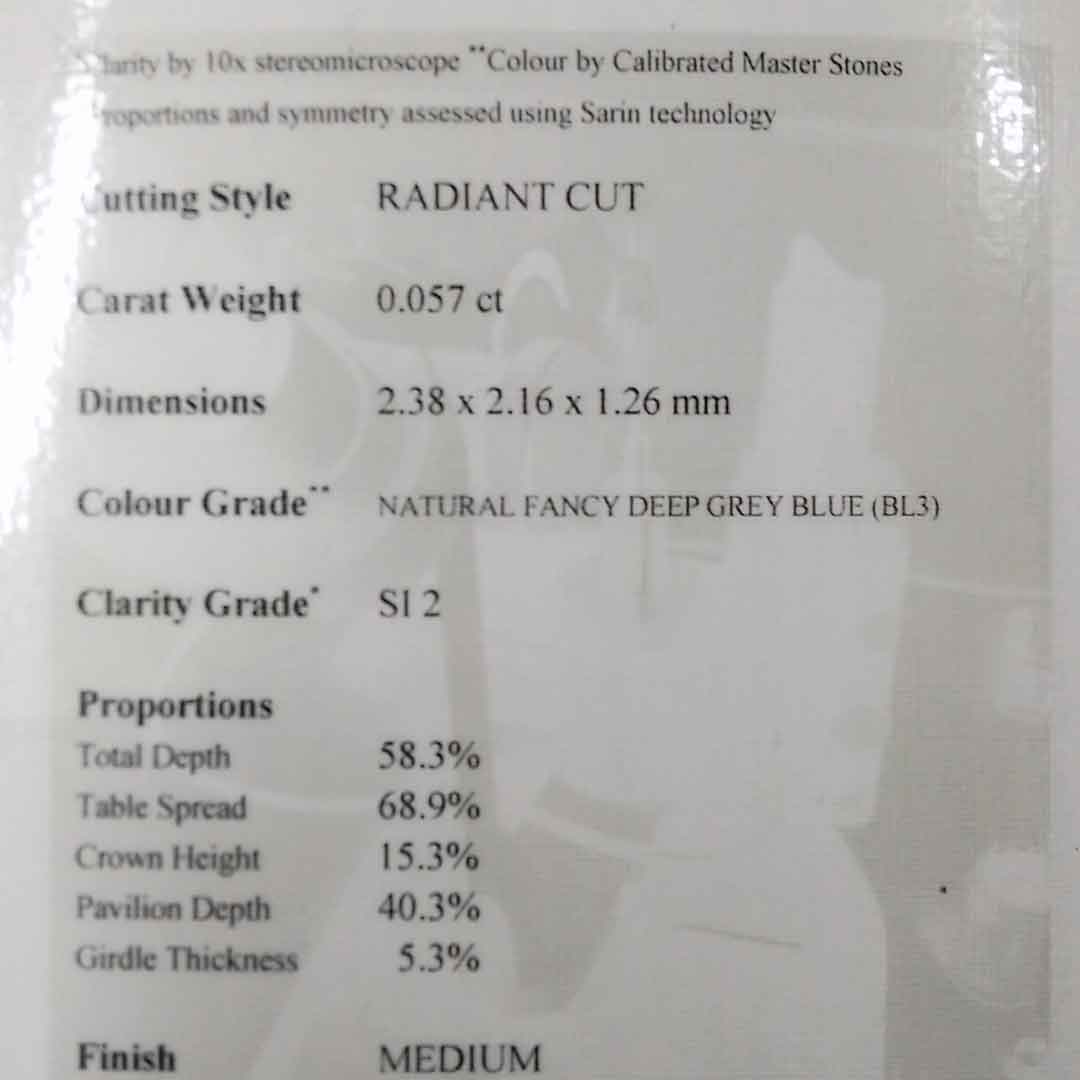 *Clarity by 10x stereomicroscope **Colour by Calibrated Master Stones
Proportions and symmetry assessed using Sarin technology
Cutting Style RADIANT CUT
Carat Weight 0.057 ct
Dimensions 2.38 x 2.16 x 1.26 mm
Colour Grade** NATURAL FANCY DEEP GREY BLUE (BL3)
Clarity Grade* SI 2
Proportions
Total Depth 58.3%
Table Spread 68.9%
Crown Height 15.3%
Pavilion Depth 40.3%
Girdle Thickness 5.3%
Finish MEDIUM